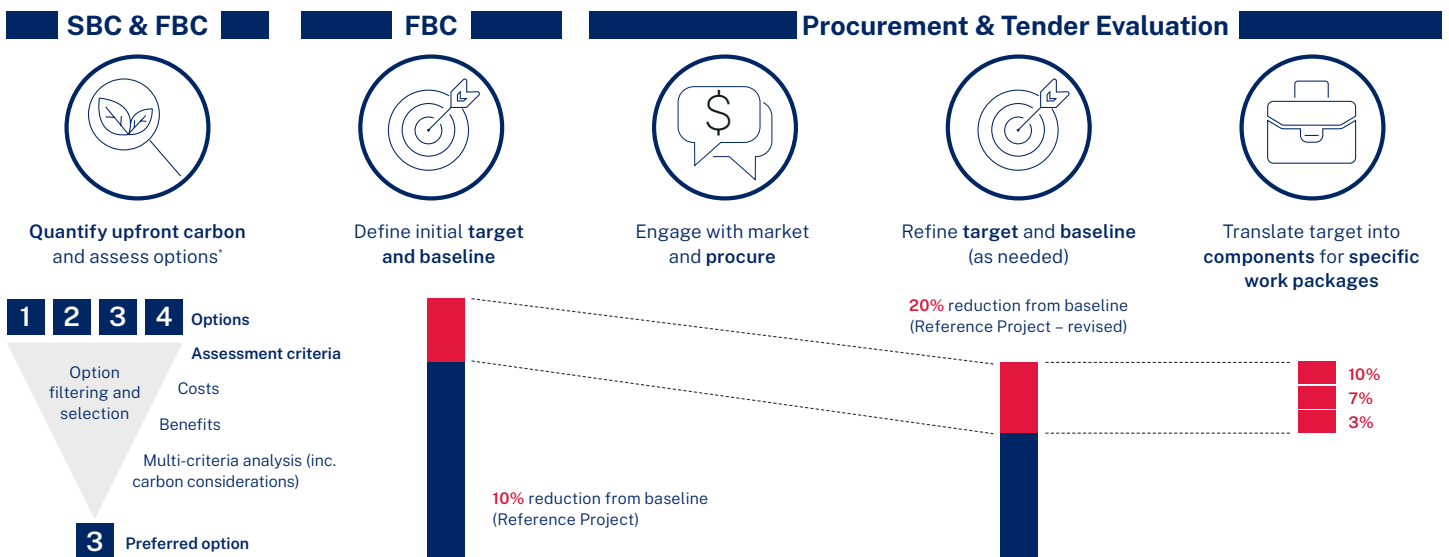 SBC & FBC
FBC
Procurement & Tender Evaluation
$
Quantify upfront carbon
and assess options*
Define initial target
and baseline
Engage with market
and procure
Refine target and baseline
(as needed)
Translate target into
components for specific
work packages
1 2 3 4 Options
Assessment criteria
Option
filtering and
selection
Costs
Benefits
Multi-criteria analysis (inc.
carbon considerations)
3 Preferred option
10% reduction from baseline
(Reference Project)
20% reduction from baseline
(Reference Project – revised)
10%
7%
3%